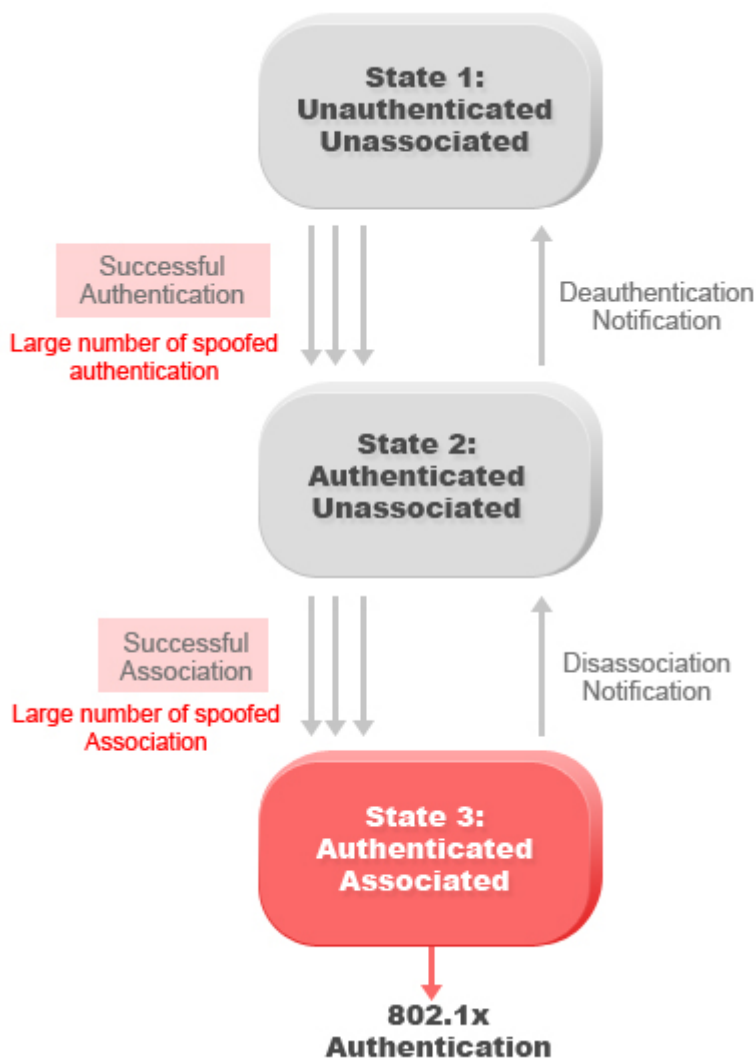 State 1:
Unauthenticated
Unassociated
Successful
Authentication
Large number of spoofed
authentication
Deauthentication
Notification
State 2:
Authenticated
Unassociated
Successful
Association
Large number of spoofed
Association
Disassociation
Notification
State 3:
Authenticated
Associated
802.1x
Authentication